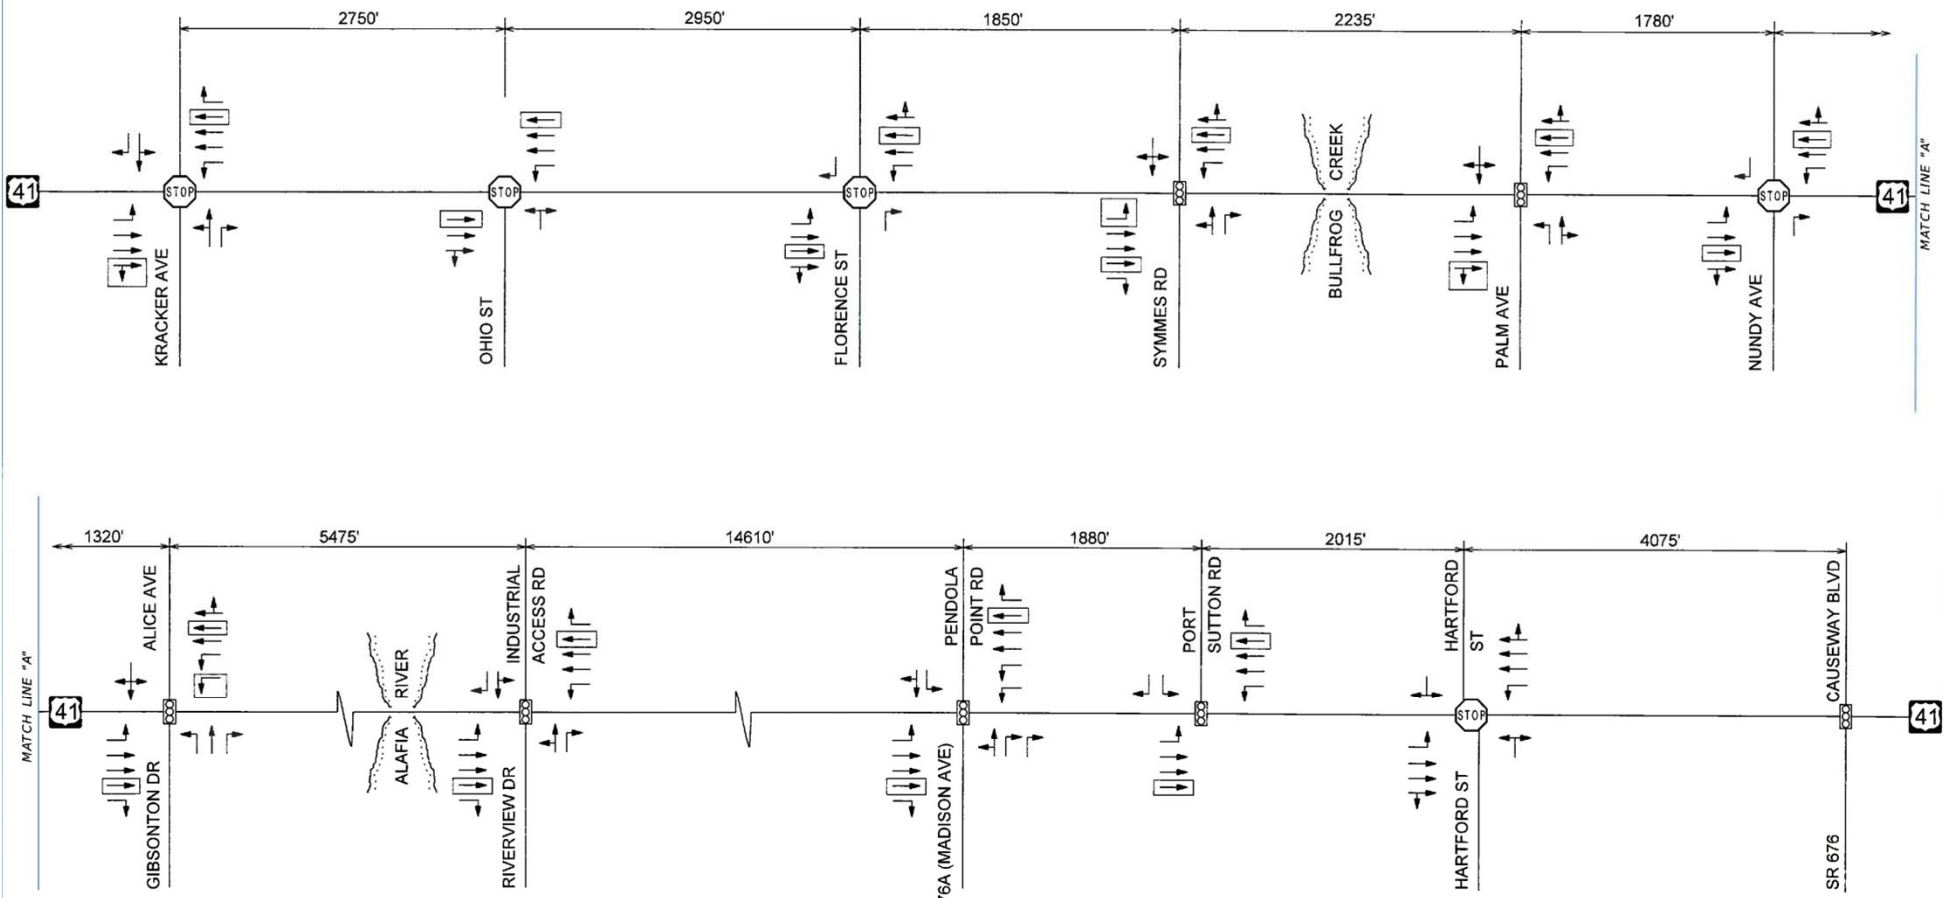 2750'
2950'
1850'
2235'
1780'
STOP
STOP
STOP
STOP
41
41
KRACKER AVE
OHIO ST
FLORENCE ST
SYMMES RD
BULLFROG CREEK
PALM AVE
NUNDY AVE
MATCH LINE "A"
1320'
5475'
14610'
1880'
2015'
4075'
MATCH LINE "A"
41
ALICE AVE
GIBSONTON DR
ALAFIA RIVER
INDUSTRIAL
ACCESS RD
RIVERVIEW DR
PENDOLA
POINT RD
76A (MADISON AVE)
PORT
SUTTON RD
HARTFORD
ST
STOP
HARTFORD ST
CAUSEWAY BLVD
SR 676
41